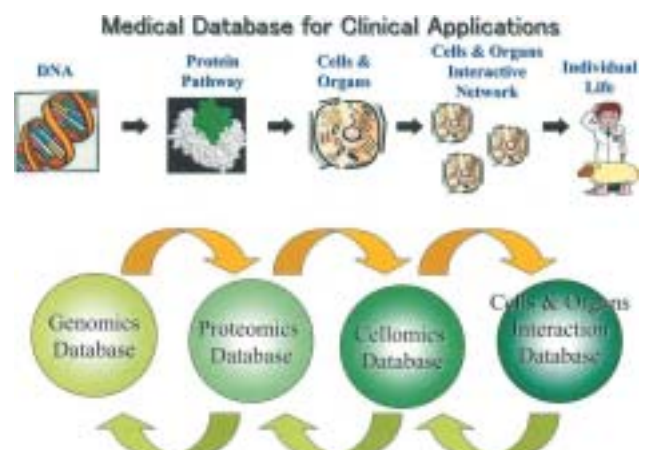 Medical Database for Clinical Applications
DNA
Protein
Pathway
Cells &
Organs
Cells & Organs
Interactive
Network
Individual
Life
Genomics
Database
Proteomics
Database
Cellomics
Database
Cells & Organs
Interaction
Database